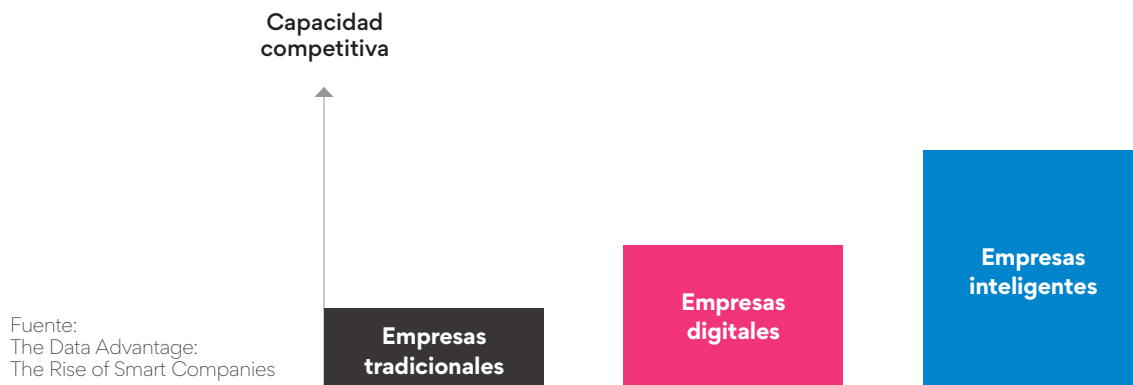 Capacidad
competitiva
Empresas
inteligentes
Empresas
digitales
Empresas
tradicionales
Fuente:
The Data Advantage:
The Rise of Smart Companies